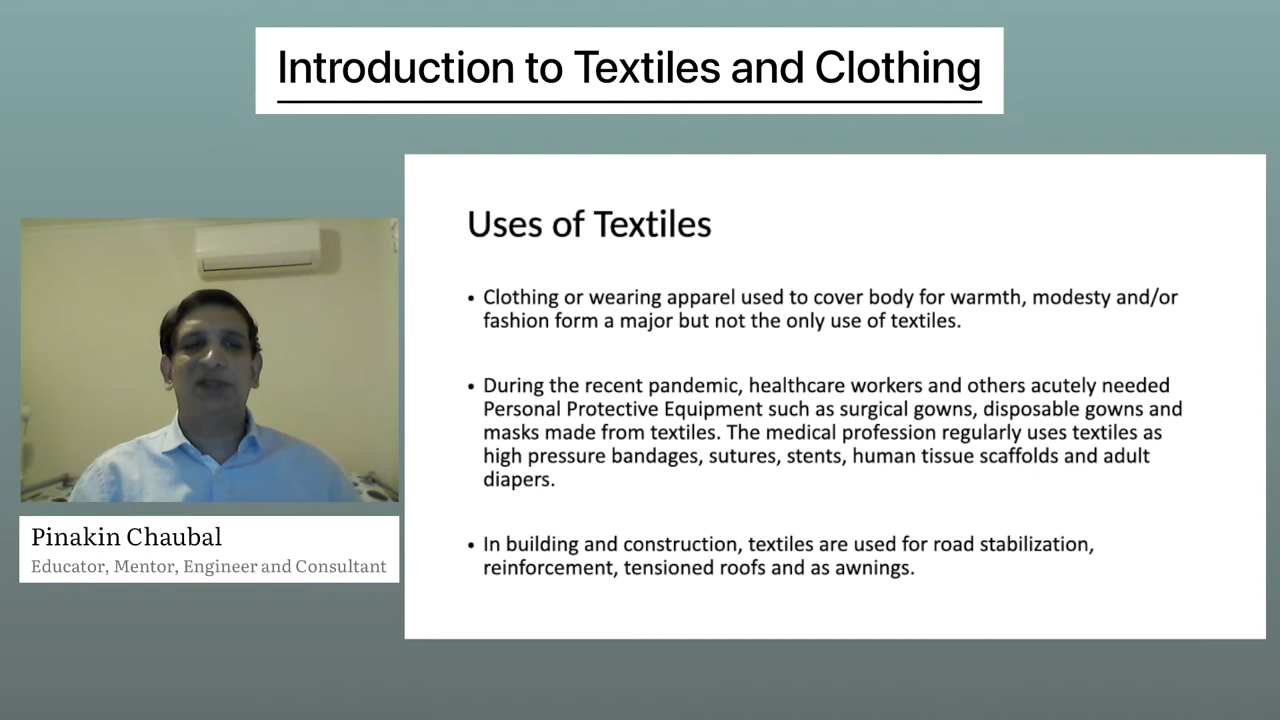 Introduction to Textiles and Clothing
Uses of Textiles
• Clothing or wearing apparel used to cover body for warmth, modesty and/or
fashion form a major but not the only use of textiles.
• During the recent pandemic, healthcare workers and others acutely needed
Personal Protective Equipment such as surgical gowns, disposable gowns and
masks made from textiles. The medical profession regularly uses textiles as
high pressure bandages, sutures, stents, human tissue scaffolds and adult
diapers.
• In building and construction, textiles are used for road stabilization,
reinforcement, tensioned roofs and as awnings.
Pinakin Chaubal
Educator, Mentor, Engineer and Consultant